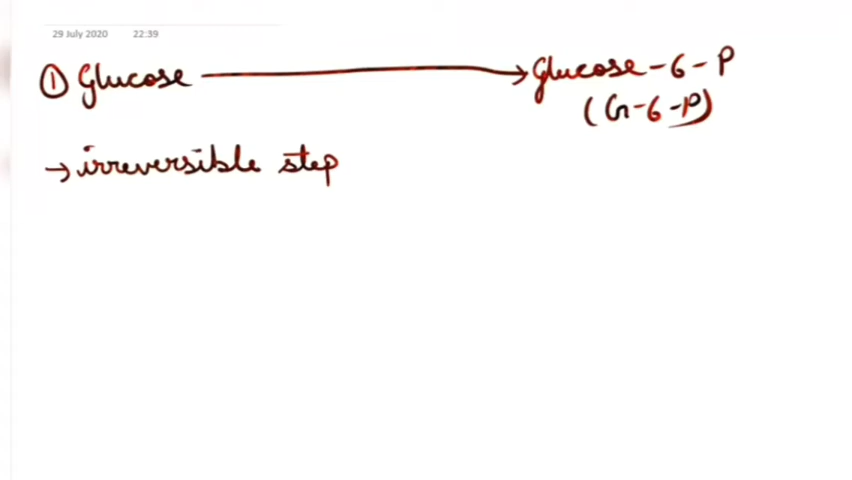 29 July 2020 22:39
① Glucose → Glucose-6-P
(G-6-P)
→ irreversible step